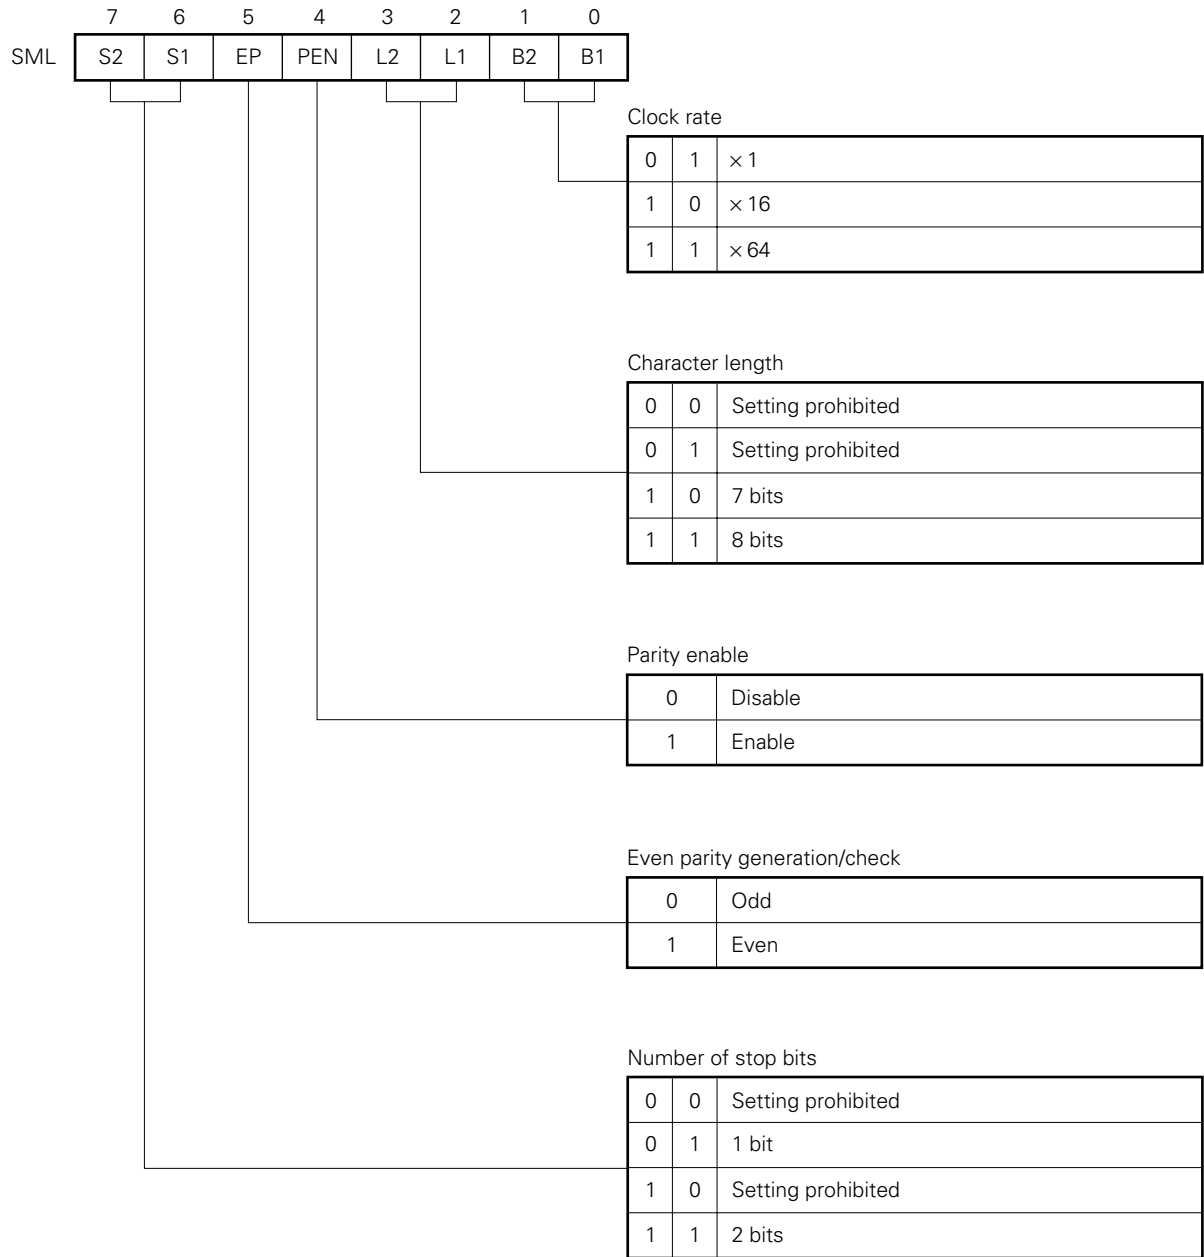 7 6 5 4 3 2 1 0
SML S2 S1 EP PEN L2 L1 B2 B1
Clock rate
0 1 × 1
1 0 × 16
1 1 × 64
Character length
0 0 Setting prohibited
0 1 Setting prohibited
1 0 7 bits
1 1 8 bits
Parity enable
0 Disable
1 Enable
Even parity generation/check
0 Odd
1 Even
Number of stop bits
0 0 Setting prohibited
0 1 1 bit
1 0 Setting prohibited
1 1 2 bits